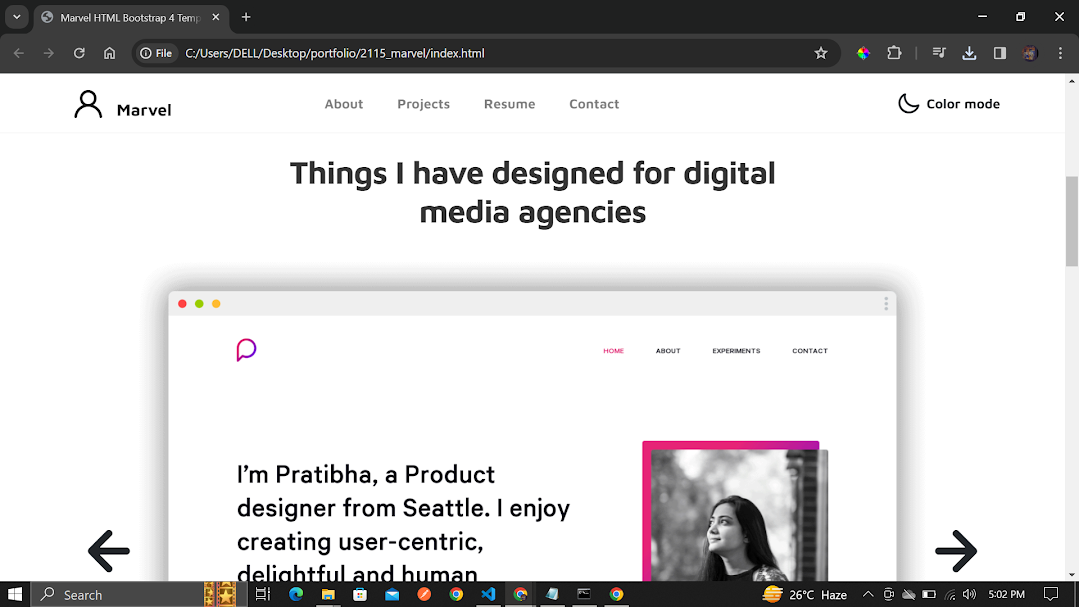 Marvel HTML Bootstrap 4 Temp
File C:/Users/DELL/Desktop/portfolio/2115_marvel/index.html
Marvel About Projects Resume Contact Color mode
Things I have designed for digital
media agencies
HOME ABOUT EXPERIMENTS CONTACT
I’m Pratibha, a Product
designer from Seattle. I enjoy
creating user-centric,
delightful and human
Search 26°C Haze 5:02 PM